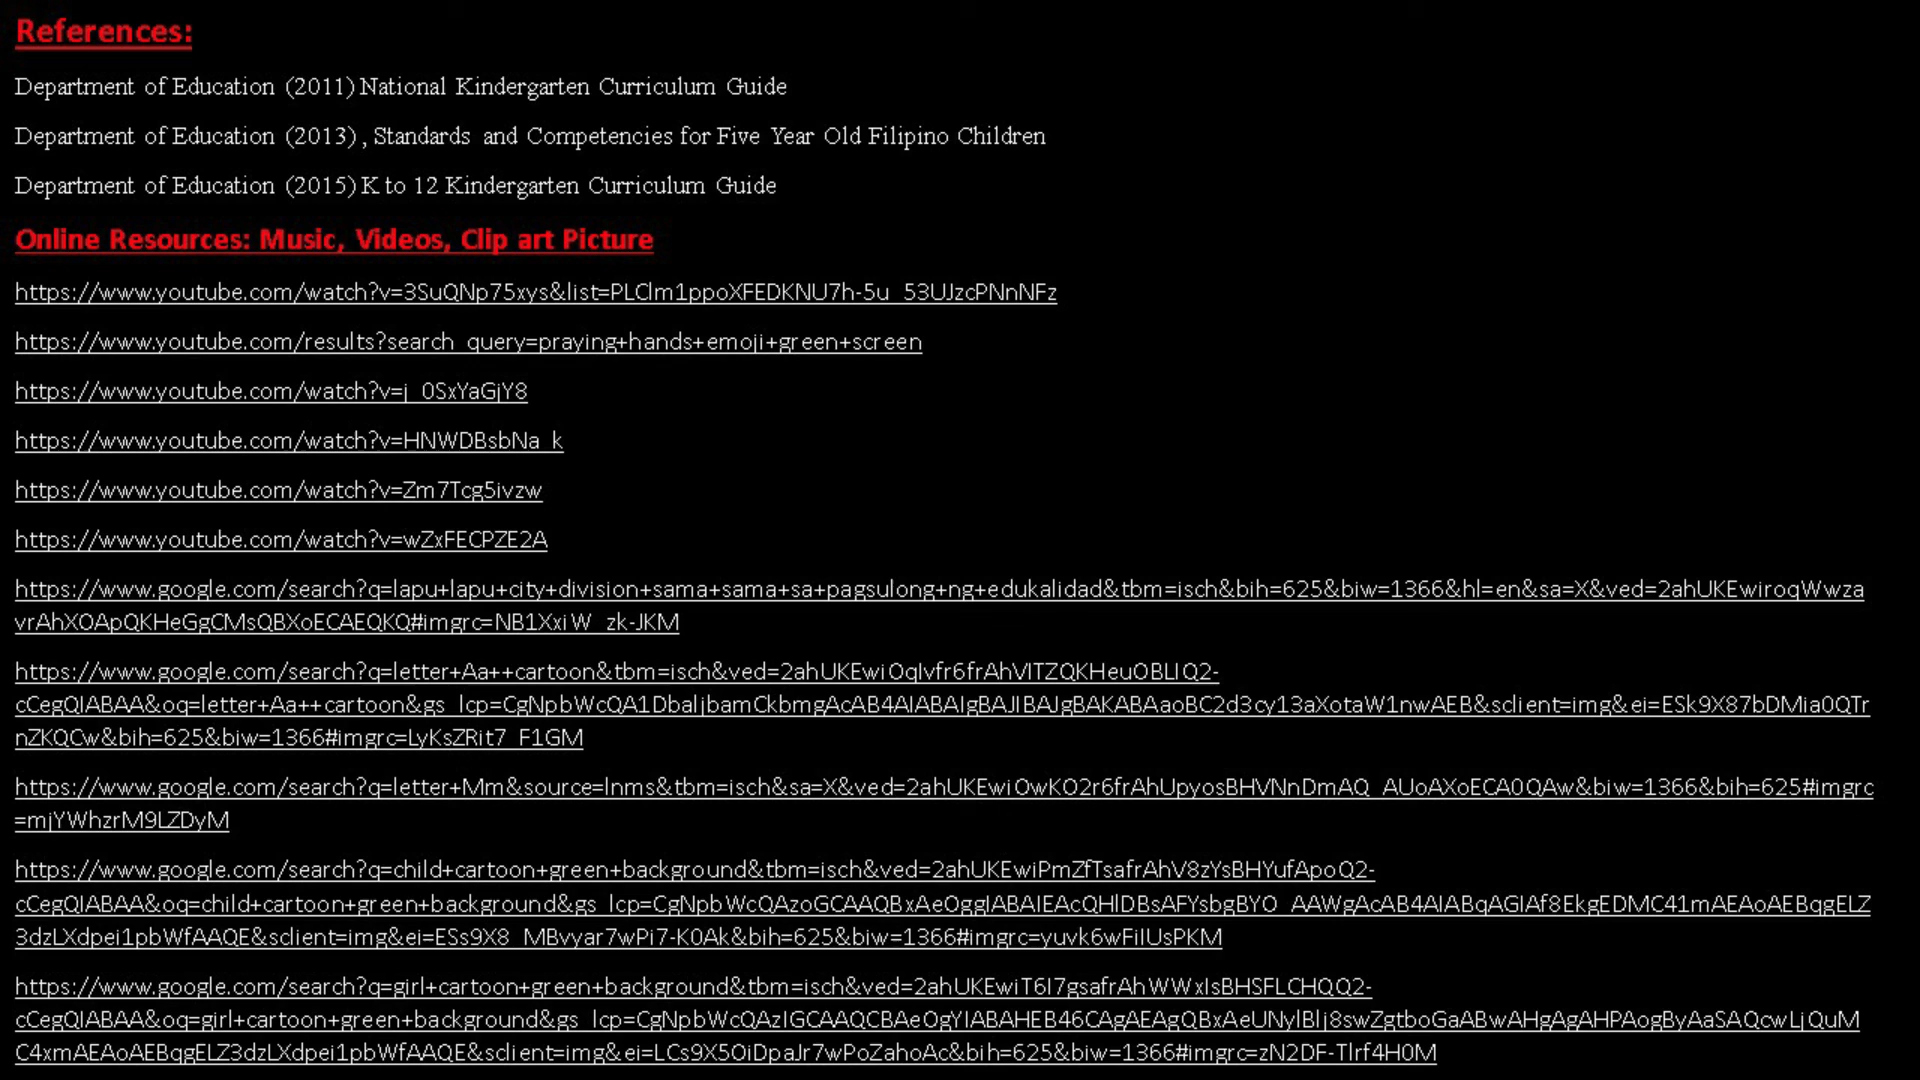 References:
Department of Education (2011) National Kindergarten Curriculum Guide
Department of Education (2013) , Standards and Competencies for Five Year Old Filipino Children
Department of Education (2015) K to 12 Kindergarten Curriculum Guide
Online Resources: Music, Videos, Clip art Picture
https://www.youtube.com/watch?v=3SuQNp75xys&list=PLClm1ppoXFEDKNU7h-5u_53UJzcPNnNFz
https://www.youtube.com/results?search_query=praying+hands+emoji+green+screen
https://www.youtube.com/watch?v=j_0SxYaGjY8
https://www.youtube.com/watch?v=HNWDBsbNa_k
https://www.youtube.com/watch?v=Zm7Tcg5ivzw
https://www.youtube.com/watch?v=wZxFECPZE2A
https://www.google.com/search?q=lapu+lapu+city+division+sama+sama+sa+pagsulong+ng+edukalidad&tbm=isch&bih=625&biw=1366&hl=en&sa=X&ved=2ahUKEwiroqWwza
vrAhXOApQKHeGgCMsQBXoECAEQKQ#imgrc=NB1XxiW_zk-JKM
https://www.google.com/search?q=letter+Aa++cartoon&tbm=isch&ved=2ahUKEwiOqIvfr6frAhVITZQKHeuOBLIQ2-
cCegQIABAA&oq=letter+Aa++cartoon&gs_lcp=CgNpbWcQA1DbaljbamCkbmgAcAB4AIABAIgBAJIBAJgBAKABAaoBC2d3cy13aXotaW1nwAEB&sclient=img&ei=ESk9X87bDMia0QTr
nZKQCw&bih=625&biw=1366#imgrc=LyKsZRit7_F1GM
https://www.google.com/search?q=letter+Mm&source=lnms&tbm=isch&sa=X&ved=2ahUKEwiOwKO2r6frAhUpyosBHVNnDmAQ_AUoAXoECA0QAw&biw=1366&bih=625#imgrc
=mjYWhzrM9LZDyM
https://www.google.com/search?q=child+cartoon+green+background&tbm=isch&ved=2ahUKEwiPmZfTsafrAhV8zYsBHYufApoQ2-
cCegQIABAA&oq=child+cartoon+green+background&gs_lcp=CgNpbWcQAzoGCAAQBxAeOggIABAIEAcQHlDBsAFYsbgBYO_AAWgAcAB4AIABqAGIAf8EkgEDMC41mAEAoAEBqgELZ
3dzLXdpei1pbWfAAQE&sclient=img&ei=ESs9X8_MBvyar7wPi7-K0Ak&bih=625&biw=1366#imgrc=yuvk6wFiIUsPKM
https://www.google.com/search?q=girl+cartoon+green+background&tbm=isch&ved=2ahUKEwiT6I7gsafrAhWWxIsBHSFLCHQQ2-
cCegQIABAA&oq=girl+cartoon+green+background&gs_lcp=CgNpbWcQAzIGCAAQCBAeOgYIABAHEB46CAgAEAgQBxAeUNylBlj8swZgtboGaABwAHgAgAHPAogByAaSAQcwLjQuM
C4xmAEAoAEBqgELZ3dzLXdpei1pbWfAAQE&sclient=img&ei=LCs9X5OiDpaJr7wPoZahoAc&bih=625&biw=1366#imgrc=zN2DF-Tlrf4H0M